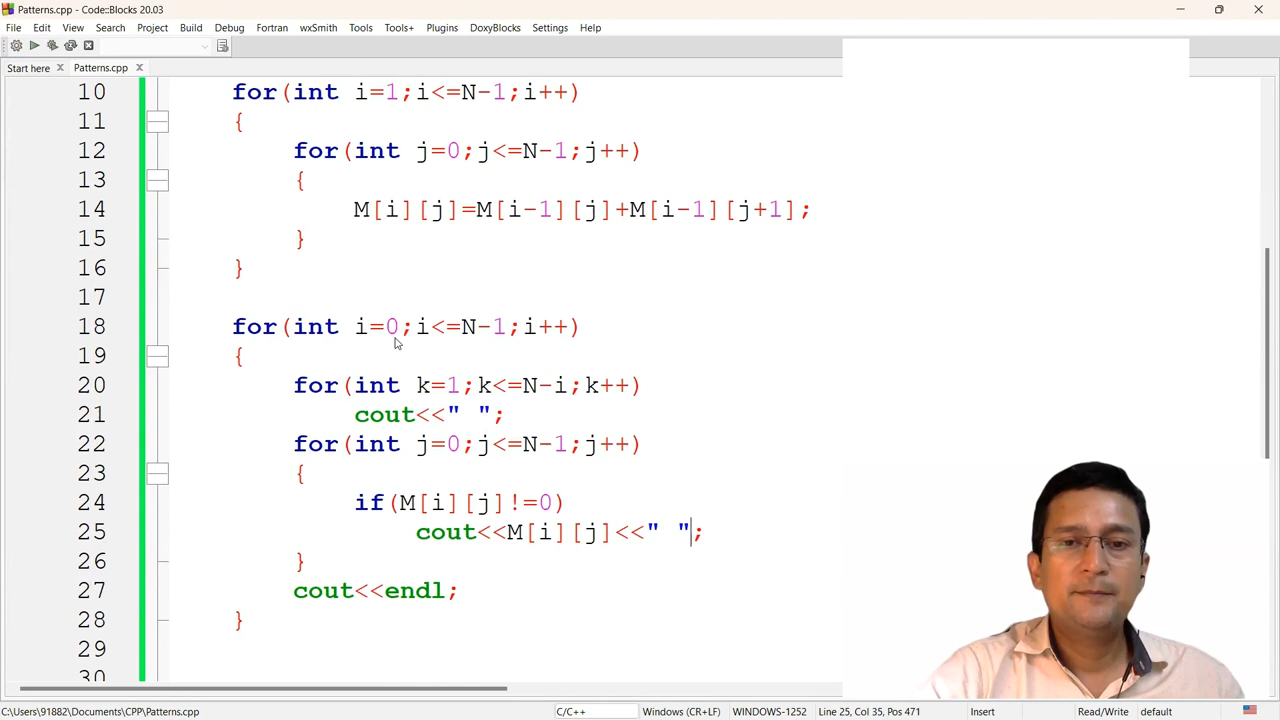 Patterns.cpp - Code::Blocks 20.03
File Edit View Search Project Build Debug Fortran wxSmith Tools Tools+ Plugins DoxyBlocks Settings Help
Start here Patterns.cpp
10 for(int i=1;i<=N-1;i++)
11 {
12 for(int j=0;j<=N-1;j++)
13 {
14 M[i][j]=M[i-1][j]+M[i-1][j+1];
15 }
16 }
17
18 for(int i=0;i<=N-1;i++)
19 {
20 for(int k=1;k<=N-i;k++)
21 cout<<" ";
22 for(int j=0;j<=N-1;j++)
23 {
24 if(M[i][j]!=0)
25 cout<<M[i][j]<<" ";
26 }
27 cout<<endl;
28 }
29
30
C:\Users\91882\Documents\CPP\Patterns.cpp C/C++ Windows (CR+LF) WINDOWS-1252 Line 25, Col 35, Pos 471 Insert Read/Write default